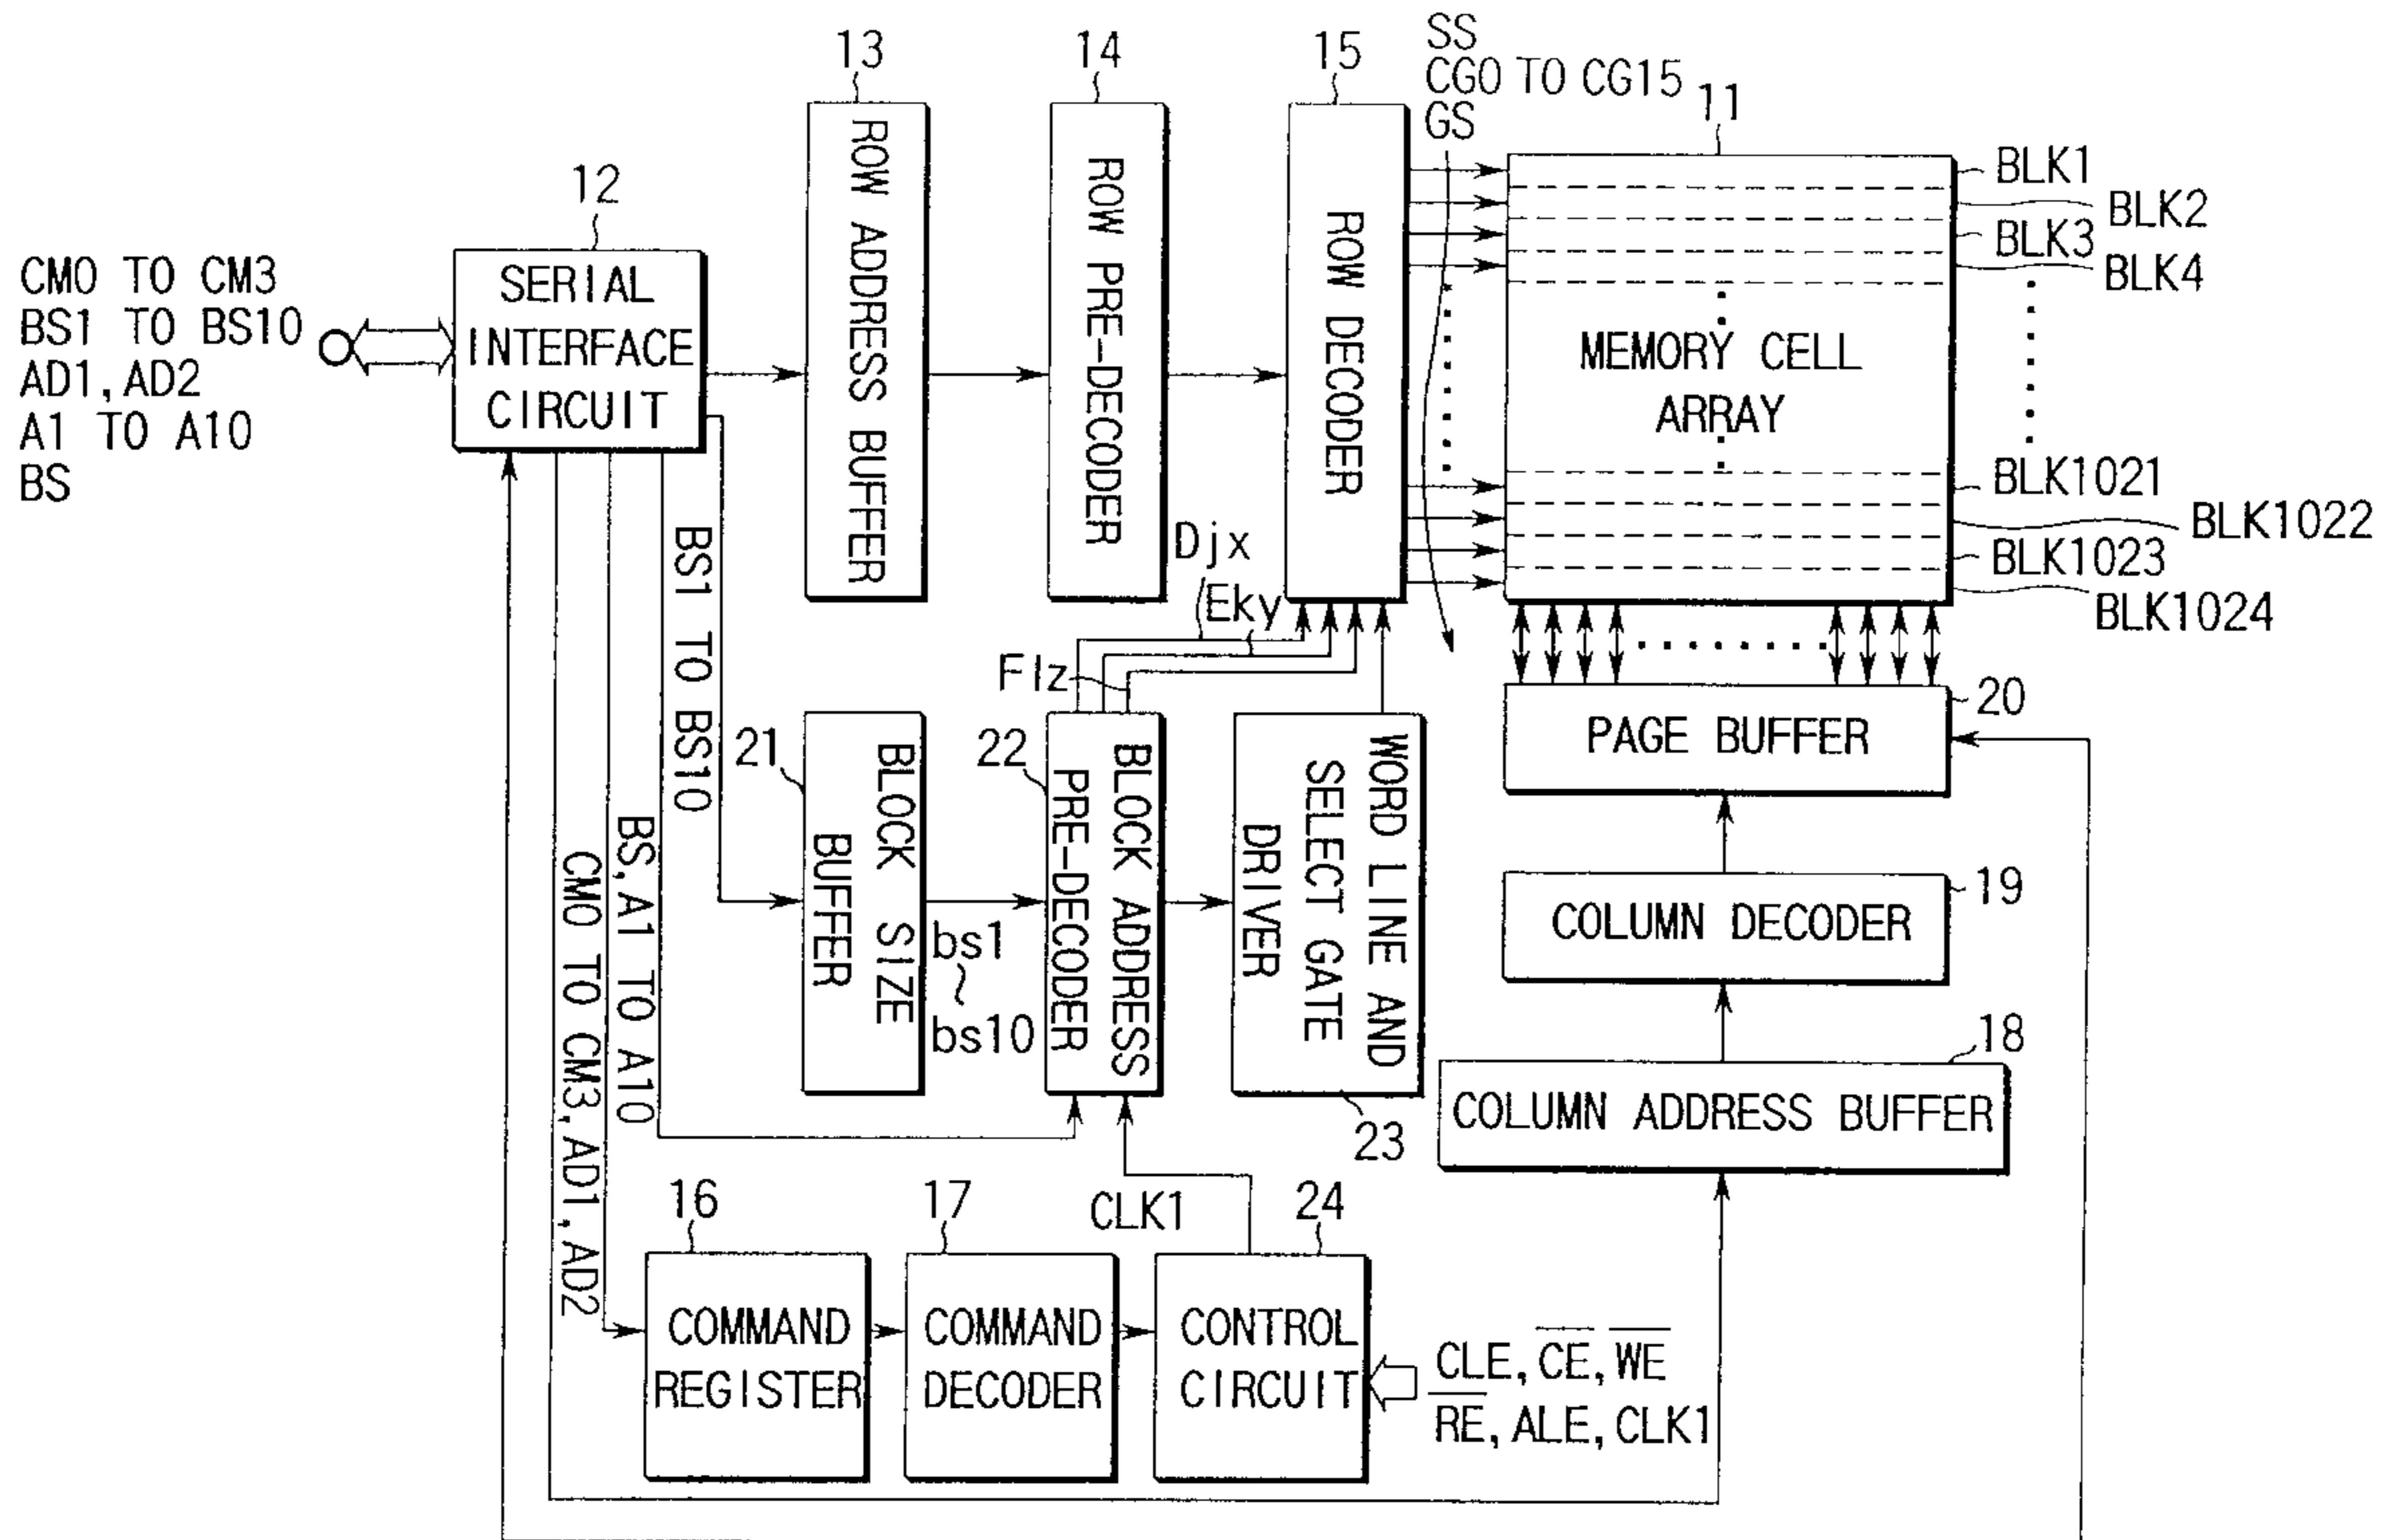 CM0 TO CM3
BS1 TO BS10
AD1, AD2
A1 TO A10
BS
12
SERIAL
INTERFACE
CIRCUIT
13
ROW ADDRESS BUFFER
14
ROW PRE-DECODER
15
ROW DECODER
SS
CG0 TO CG15
GS
11
MEMORY CELL
ARRAY
BLK1
BLK2
BLK3
BLK4
BLK1021
BLK1022
BLK1023
BLK1024
Djx
Eky
Flz
BS1 TO BS10
BS, A1 TO A10
CM0 TO CM3, AD1, AD2
21
BLOCK SIZE
BUFFER
bs1
~
bs10
22
BLOCK ADDRESS
PRE-DECODER
WORD LINE AND
SELECT GATE
DRIVER
23
20
PAGE BUFFER
19
COLUMN DECODER
18
COLUMN ADDRESS BUFFER
16
COMMAND
REGISTER
17
COMMAND
DECODER
CLK1
24
CONTROL
CIRCUIT
CLE, C̅E̅, W̅E̅
R̅E̅, ALE, CLK1